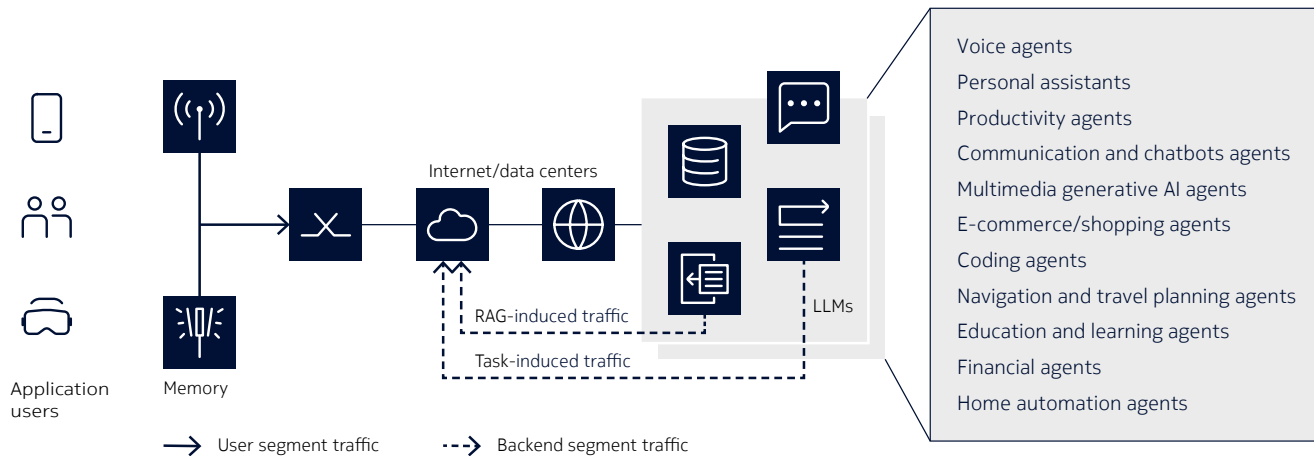 Application
users
Memory
Internet/data centers
RAG-induced traffic
Task-induced traffic
LLMs
Voice agents
Personal assistants
Productivity agents
Communication and chatbots agents
Multimedia generative AI agents
E-commerce/shopping agents
Coding agents
Navigation and travel planning agents
Education and learning agents
Financial agents
Home automation agents
User segment traffic
Backend segment traffic